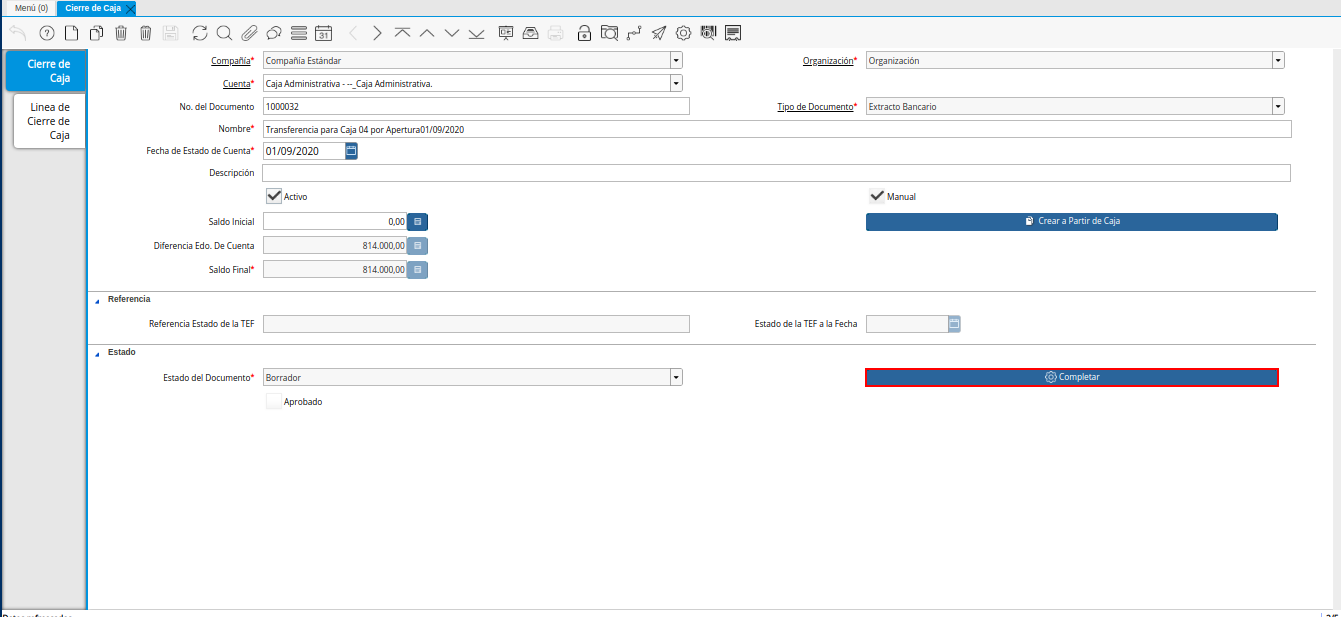 Menú (0) Cierre de Caja
31
Cierre de
Caja
Linea de
Cierre de
Caja
Compañía* Compañía Estándar Organización* Organización
Cuenta* Caja Administrativa - --_Caja Administrativa.
No. del Documento 1000032 Tipo de Documento* Extracto Bancario
Nombre* Transferencia para Caja 04 por Apertura01/09/2020
Fecha de Estado de Cuenta* 01/09/2020
Descripción
Activo Manual
Saldo Inicial 0,00 Crear a Partir de Caja
Diferencia Edo. De Cuenta 814.000,00
Saldo Final* 814.000,00
Referencia
Referencia Estado de la TEF Estado de la TEF a la Fecha
Estado
Estado del Documento* Borrador Completar
Aprobado